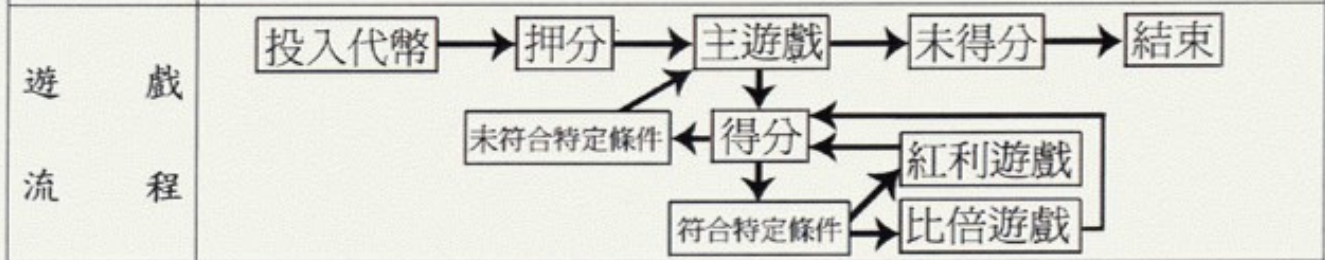 遊戲
流程
投入代幣 押分 主遊戲 未得分 結束
未符合特定條件 得分 紅利遊戲
符合特定條件 比倍遊戲